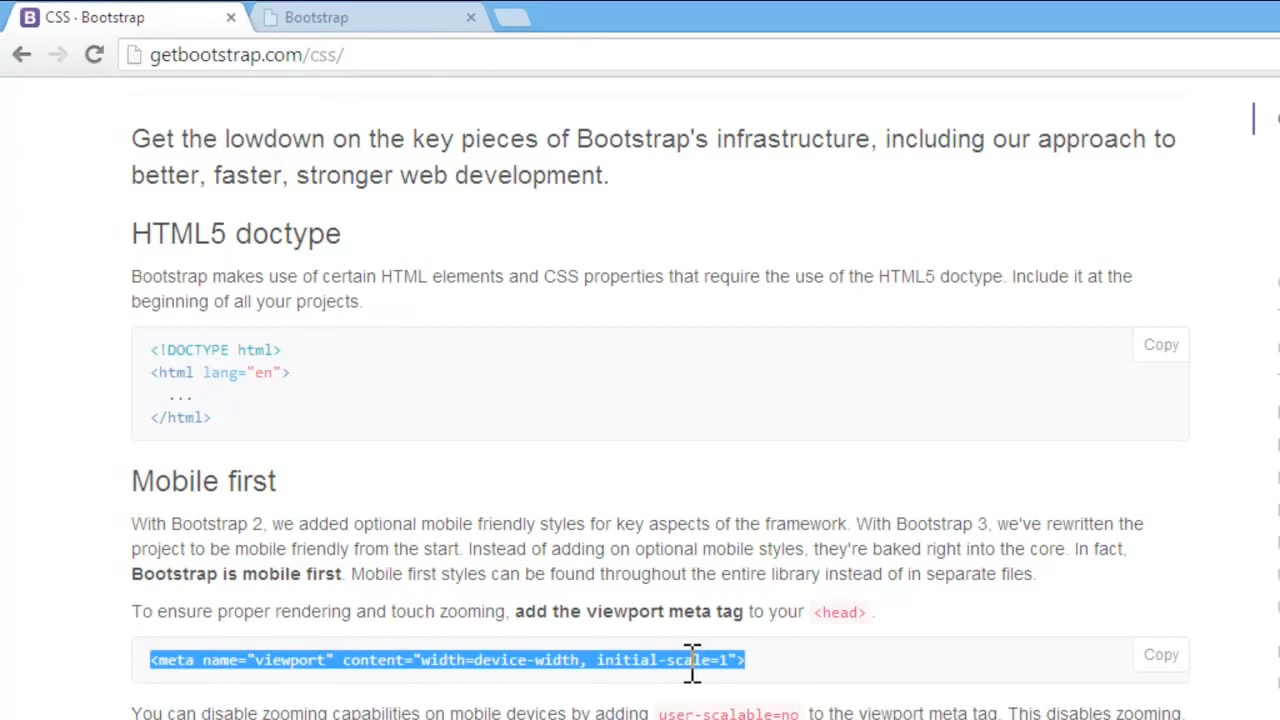 CSS · Bootstrap
Bootstrap
getbootstrap.com/css/
Get the lowdown on the key pieces of Bootstrap's infrastructure, including our approach to
better, faster, stronger web development.
HTML5 doctype
Bootstrap makes use of certain HTML elements and CSS properties that require the use of the HTML5 doctype. Include it at the
beginning of all your projects.
Copy
<!DOCTYPE html>
<html lang="en">
...
</html>
Mobile first
With Bootstrap 2, we added optional mobile friendly styles for key aspects of the framework. With Bootstrap 3, we've rewritten the
project to be mobile friendly from the start. Instead of adding on optional mobile styles, they're baked right into the core. In fact,
Bootstrap is mobile first. Mobile first styles can be found throughout the entire library instead of in separate files.
To ensure proper rendering and touch zooming, add the viewport meta tag to your <head>.
Copy
<meta name="viewport" content="width=device-width, initial-scale=1">
You can disable zooming capabilities on mobile devices by adding user-scalable=no to the viewport meta tag. This disables zooming,